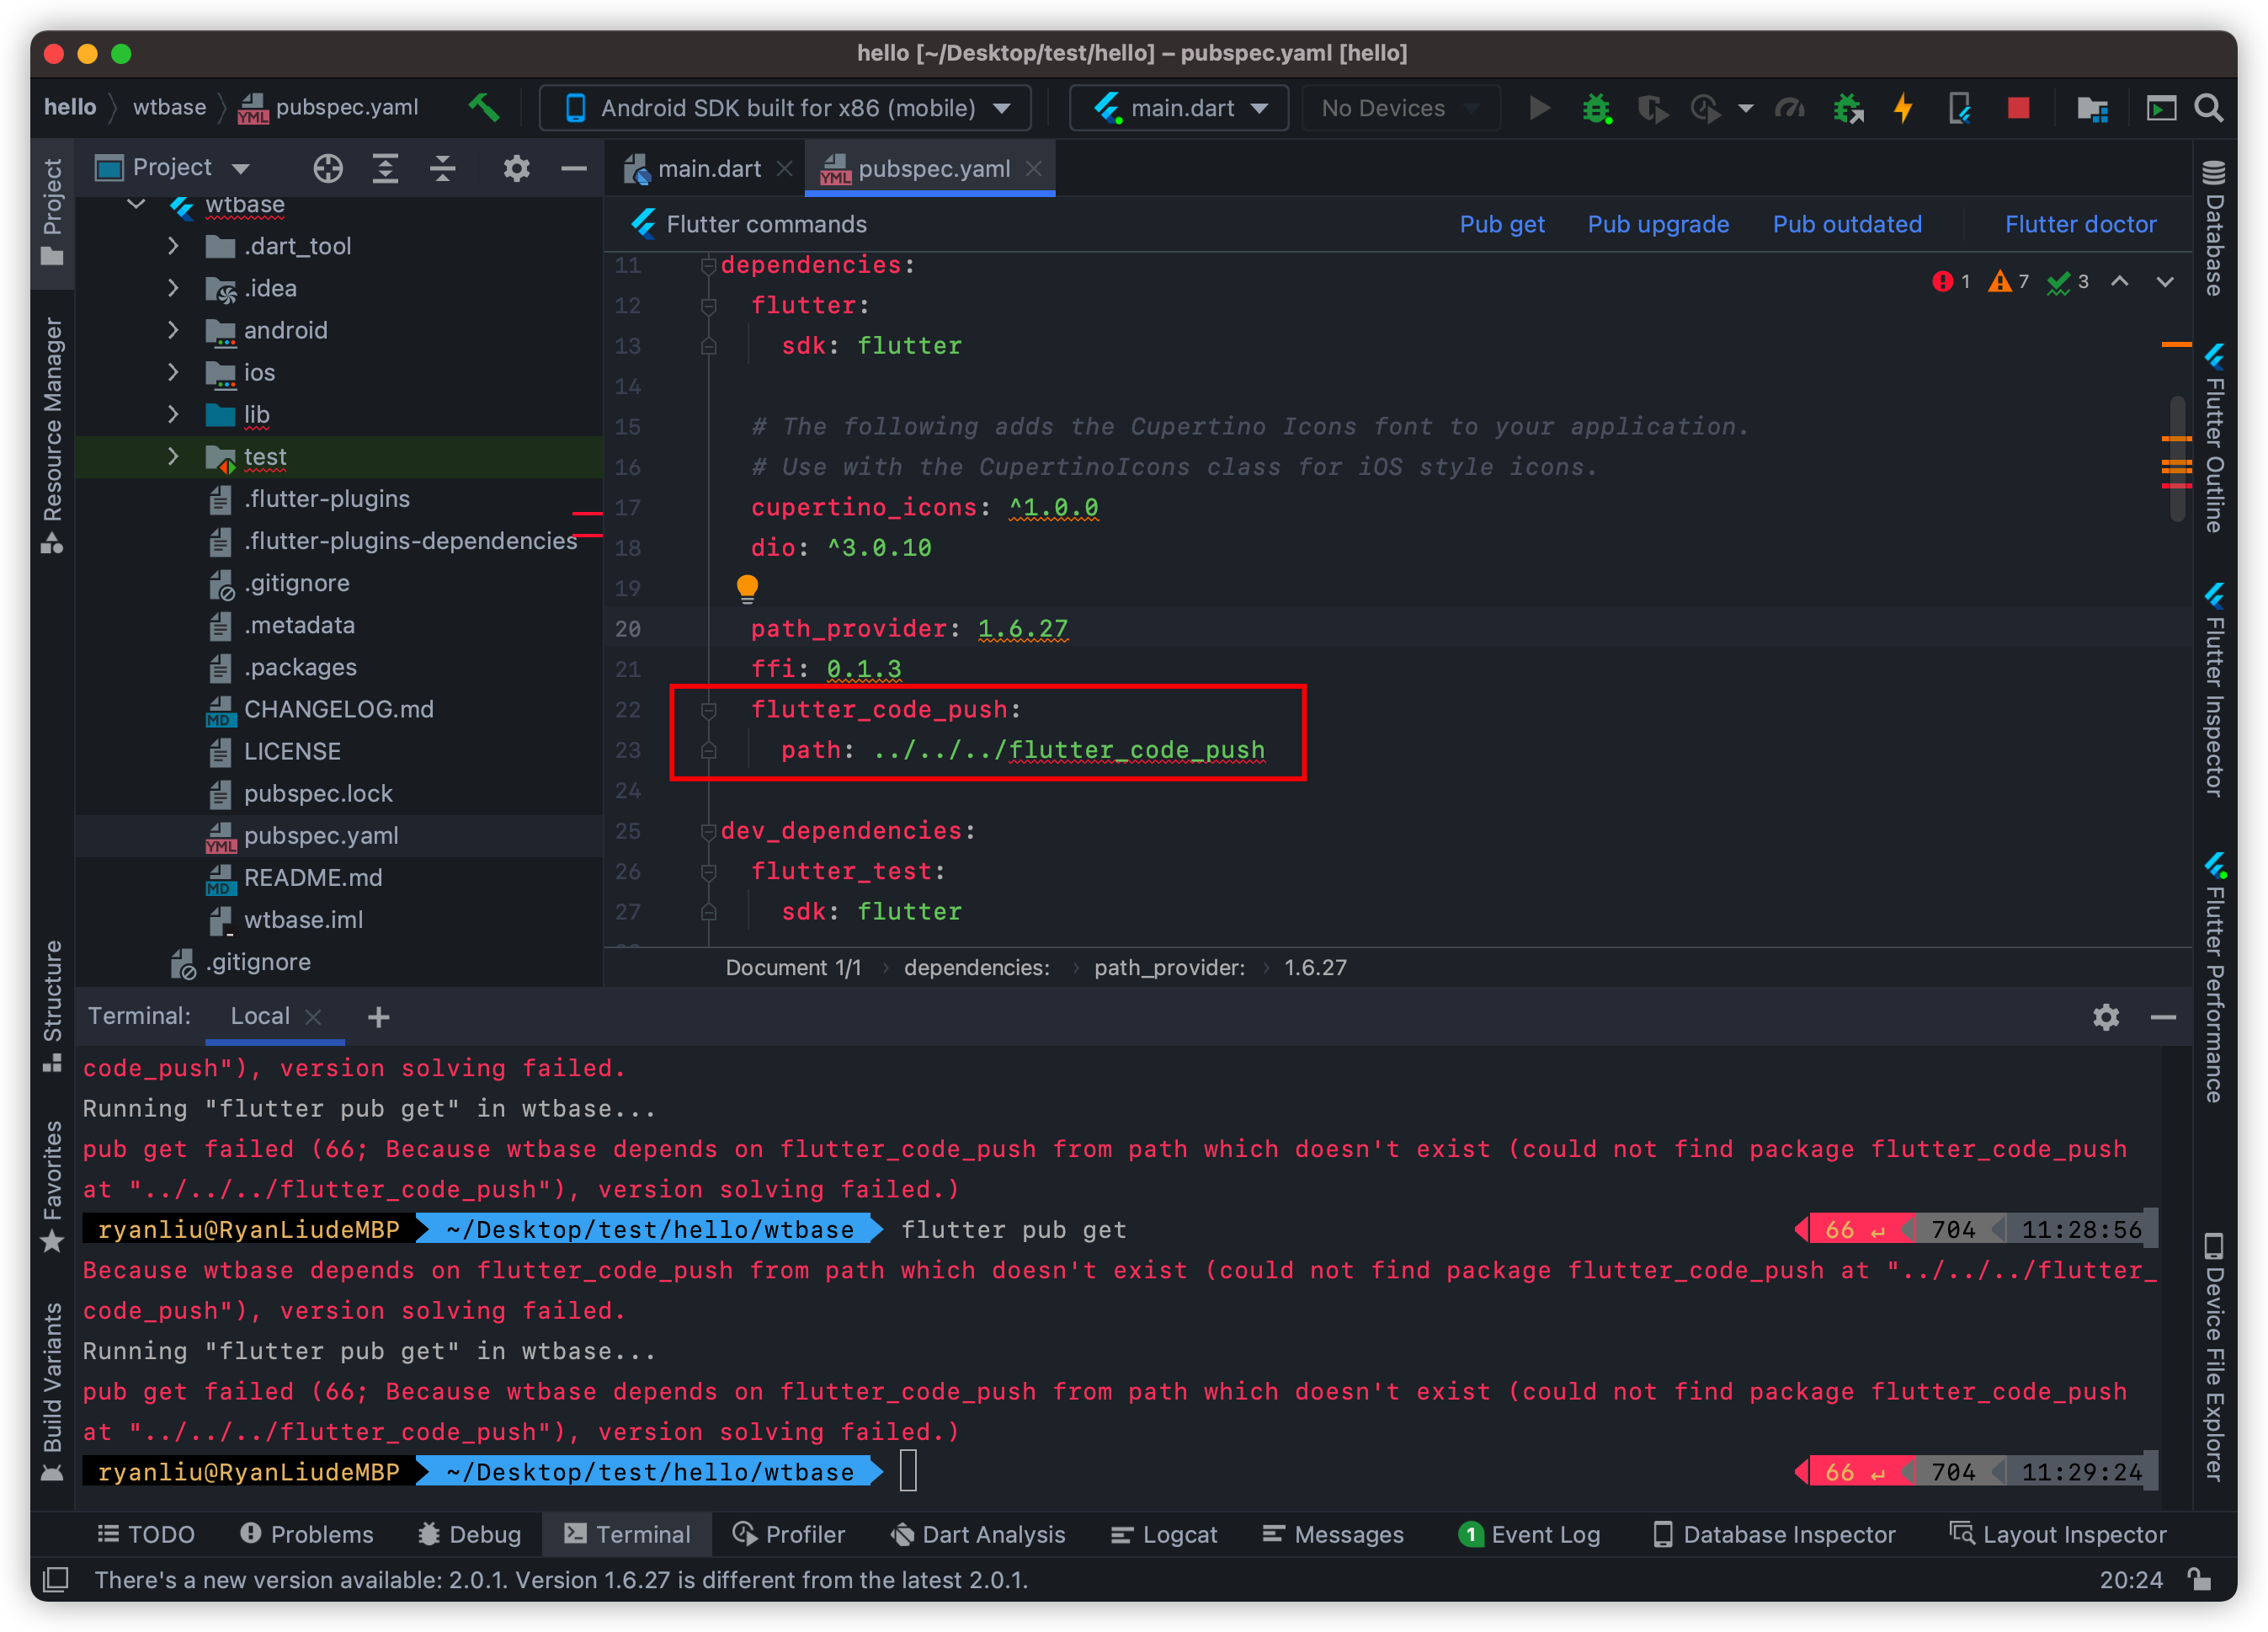 hello [~/Desktop/test/hello] – pubspec.yaml [hello]
hello wtbase pubspec.yaml Android SDK built for x86 (mobile) main.dart No Devices
Project
main.dart pubspec.yaml
Flutter commands Pub get Pub upgrade Pub outdated Flutter doctor
1 7 3
wtbase
.dart_tool
.idea
android
ios
lib
test
.flutter-plugins
.flutter-plugins-dependencies
.gitignore
.metadata
.packages
CHANGELOG.md
LICENSE
pubspec.lock
pubspec.yaml
README.md
wtbase.iml
.gitignore
11 dependencies:
12 flutter:
13 sdk: flutter
14
15 # The following adds the Cupertino Icons font to your application.
16 # Use with the CupertinoIcons class for iOS style icons.
17 cupertino_icons: ^1.0.0
18 dio: ^3.0.10
19
20 path_provider: 1.6.27
21 ffi: 0.1.3
22 flutter_code_push:
23 path: ../../../flutter_code_push
24
25 dev_dependencies:
26 flutter_test:
27 sdk: flutter
Document 1/1 dependencies: path_provider: 1.6.27
Project
Resource Manager
Structure
Favorites
Build Variants
Database
Flutter Outline
Flutter Inspector
Flutter Performance
Device File Explorer
Terminal: Local
code_push"), version solving failed.
Running "flutter pub get" in wtbase...
pub get failed (66; Because wtbase depends on flutter_code_push from path which doesn't exist (could not find package flutter_code_push
at "../../../flutter_code_push"), version solving failed.)
ryanliu@RyanLiudeMBP ~/Desktop/test/hello/wtbase flutter pub get 66 ↵ 704 11:28:56
Because wtbase depends on flutter_code_push from path which doesn't exist (could not find package flutter_code_push at "../../../flutter_
code_push"), version solving failed.
Running "flutter pub get" in wtbase...
pub get failed (66; Because wtbase depends on flutter_code_push from path which doesn't exist (could not find package flutter_code_push
at "../../../flutter_code_push"), version solving failed.)
ryanliu@RyanLiudeMBP ~/Desktop/test/hello/wtbase 66 ↵ 704 11:29:24
TODO Problems Debug Terminal Profiler Dart Analysis Logcat Messages 1 Event Log Database Inspector Layout Inspector
There's a new version available: 2.0.1. Version 1.6.27 is different from the latest 2.0.1. 20:24